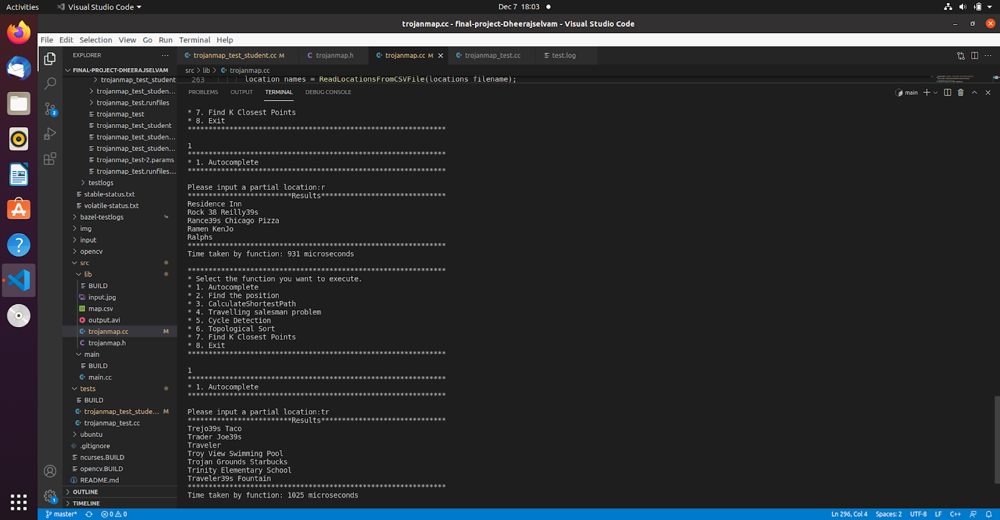 Activities
Visual Studio Code
Dec 7 18:03
trojanmap.cc - final-project-Dheerajselvam - Visual Studio Code
File Edit Selection View Go Run Terminal Help
EXPLORER
trojanmap_test_student.cc M
trojanmap.h
trojanmap.cc M
trojanmap_test.cc
test.log
FINAL-PROJECT-DHEERAJSELVAM
src > lib > trojanmap.cc
trojanmap_test_student
263 location_names = ReadLocationsFromCSVFile(locations_filename);
trojanmap_test_studen...
PROBLEMS OUTPUT TERMINAL DEBUG CONSOLE
main
trojanmap_test.runfiles
trojanmap_test
trojanmap_test_student
trojanmap_test_studen...
trojanmap_test_studen...
trojanmap_test-2.params
trojanmap_test.runfiles...
testlogs
stable-status.txt
volatile-status.txt
bazel-testlogs
img
input
opencv
src
lib
BUILD
input.jpg
map.csv
output.avi
trojanmap.cc M
trojanmap.h
main
BUILD
main.cc
tests
BUILD
trojanmap_test_stude... M
trojanmap_test.cc
ubuntu
.gitignore
ncurses.BUILD
opencv.BUILD
README.md
OUTLINE
TIMELINE
2
1
* 7. Find K Closest Points
* 8. Exit
**************************************************************
1
**************************************************************
* 1. Autocomplete
**************************************************************
Please input a partial location:r
*************************Results******************************
Residence Inn
Rock 38 Reilly39s
Rance39s Chicago Pizza
Ramen KenJo
Ralphs
**************************************************************
Time taken by function: 931 microseconds
**************************************************************
* Select the function you want to execute.
* 1. Autocomplete
* 2. Find the position
* 3. CalculateShortestPath
* 4. Travelling salesman problem
* 5. Cycle Detection
* 6. Topological Sort
* 7. Find K Closest Points
* 8. Exit
**************************************************************
1
**************************************************************
* 1. Autocomplete
**************************************************************
Please input a partial location:tr
*************************Results******************************
Trejo39s Taco
Trader Joe39s
Traveler
Troy View Swimming Pool
Trojan Grounds Starbucks
Trinity Elementary School
Traveler39s Fountain
**************************************************************
Time taken by function: 1025 microseconds
master* 0 0
Ln 296, Col 4 Spaces: 2 UTF-8 LF C++